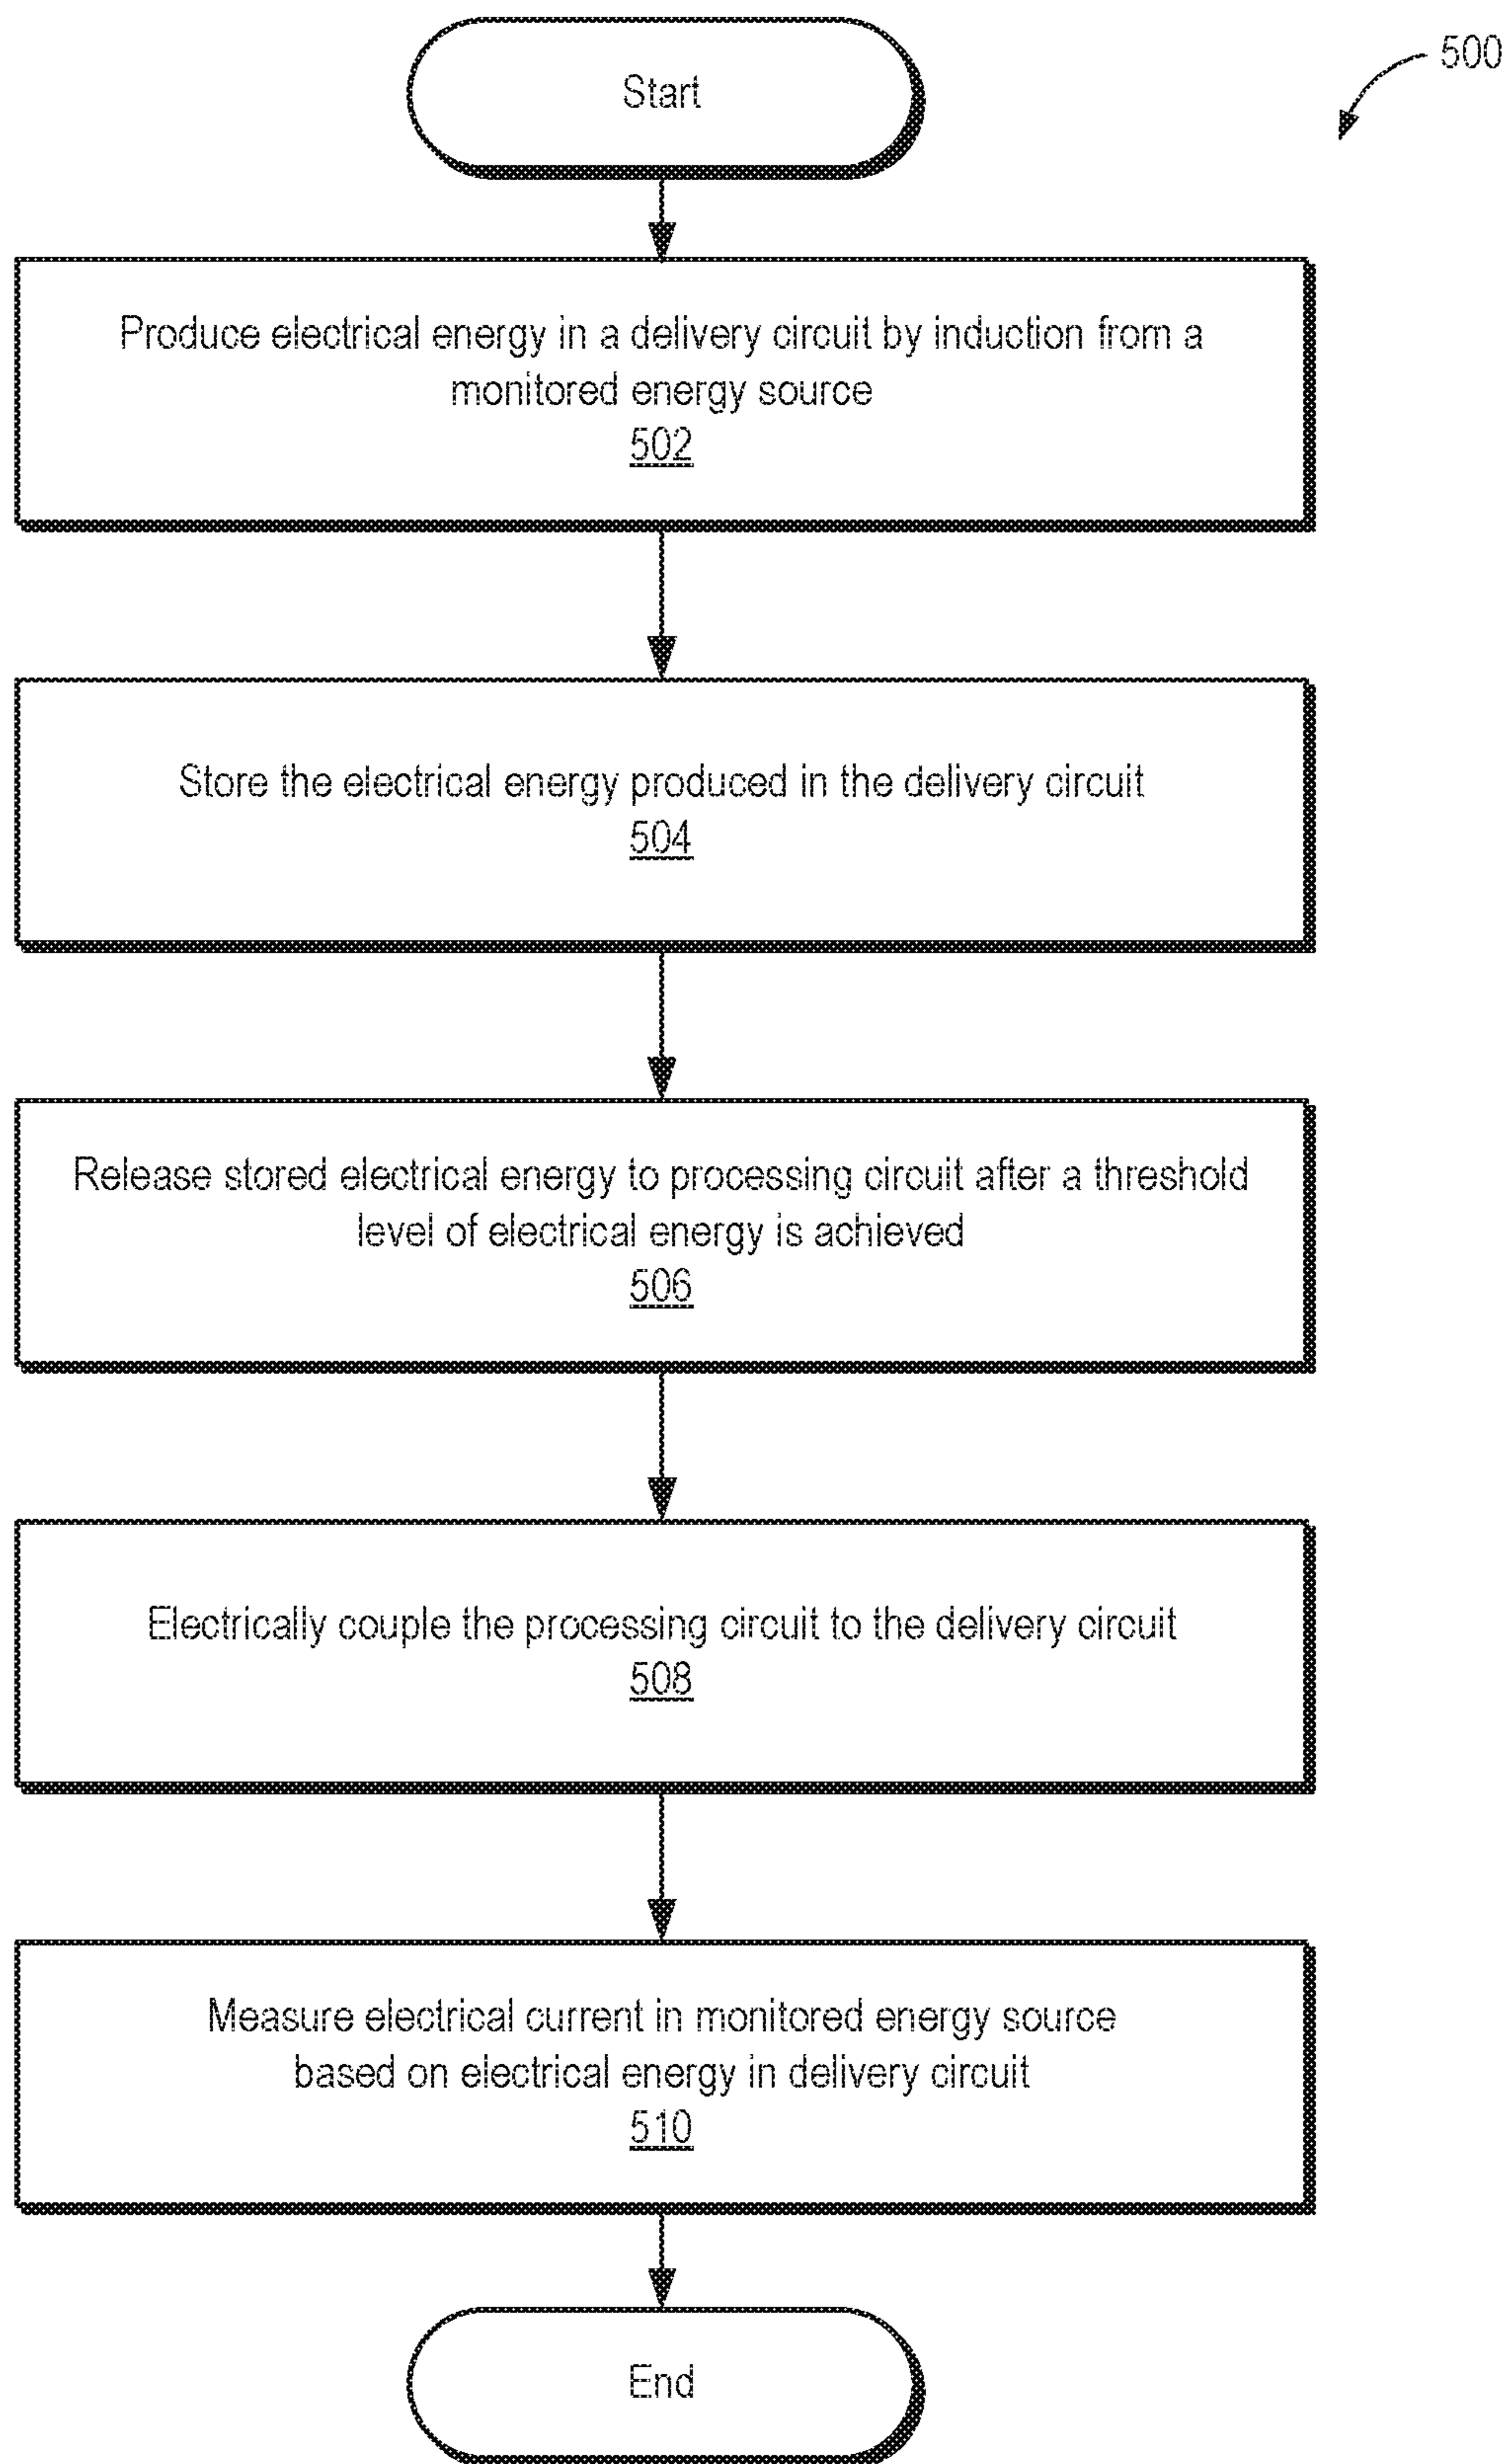 Start
500
Produce electrical energy in a delivery circuit by induction from a
monitored energy source
502
Store the electrical energy produced in the delivery circuit
504
Release stored electrical energy to processing circuit after a threshold
level of electrical energy is achieved
506
Electrically couple the processing circuit to the delivery circuit
508
Measure electrical current in monitored energy source
based on electrical energy in delivery circuit
510
End